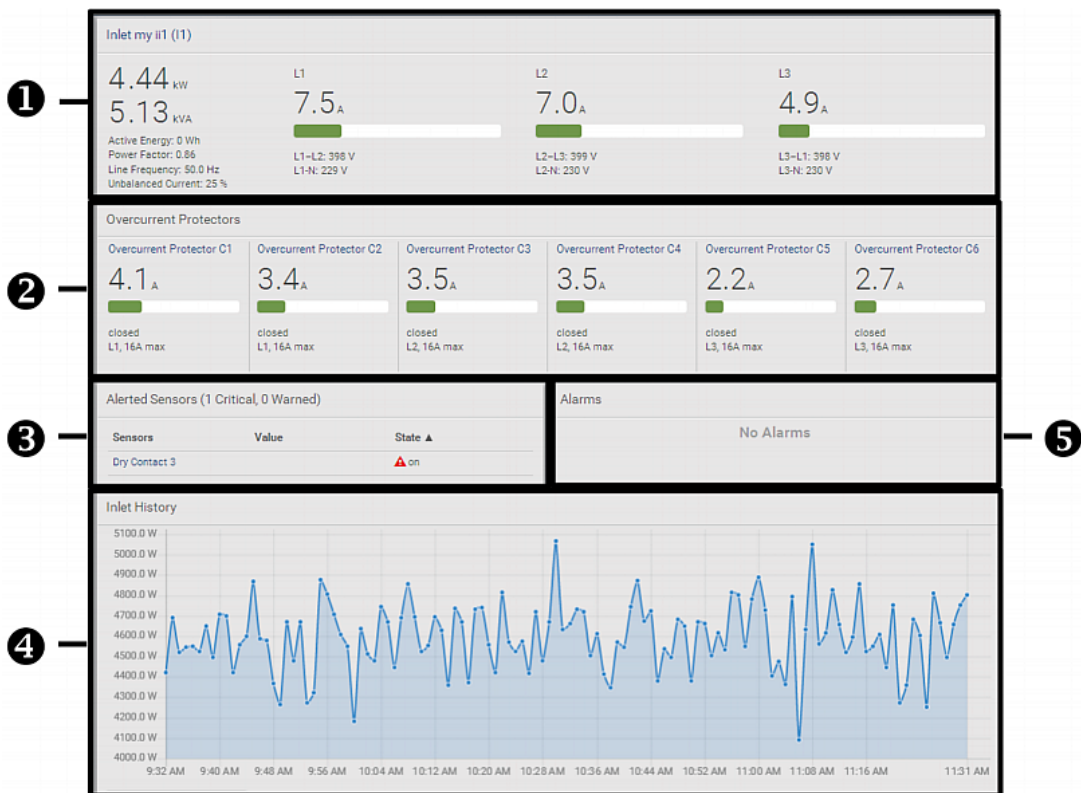 Inlet my ii1 (I1)
❶
4.44 kW
5.13 kVA
Active Energy: 0 Wh
Power Factor: 0.86
Line Frequency: 50.0 Hz
Unbalanced Current: 25 %
L1
7.5 A
L1–L2: 398 V
L1-N: 229 V
L2
7.0 A
L2–L3: 399 V
L2-N: 230 V
L3
4.9 A
L3–L1: 398 V
L3-N: 230 V
❷
Overcurrent Protectors
Overcurrent Protector C1
4.1 A
closed
L1, 16A max
Overcurrent Protector C2
3.4 A
closed
L1, 16A max
Overcurrent Protector C3
3.5 A
closed
L2, 16A max
Overcurrent Protector C4
3.5 A
closed
L2, 16A max
Overcurrent Protector C5
2.2 A
closed
L3, 16A max
Overcurrent Protector C6
2.7 A
closed
L3, 16A max
❸
Alerted Sensors (1 Critical, 0 Warned)
Sensors Value State ▲
Dry Contact 3 on
Alarms
No Alarms
❺
❹
Inlet History
5100.0 W
5000.0 W
4900.0 W
4800.0 W
4700.0 W
4600.0 W
4500.0 W
4400.0 W
4300.0 W
4200.0 W
4100.0 W
4000.0 W
9:32 AM 9:40 AM 9:48 AM 9:56 AM 10:04 AM 10:12 AM 10:20 AM 10:28 AM 10:36 AM 10:44 AM 10:52 AM 11:00 AM 11:08 AM 11:16 AM 11:31 AM